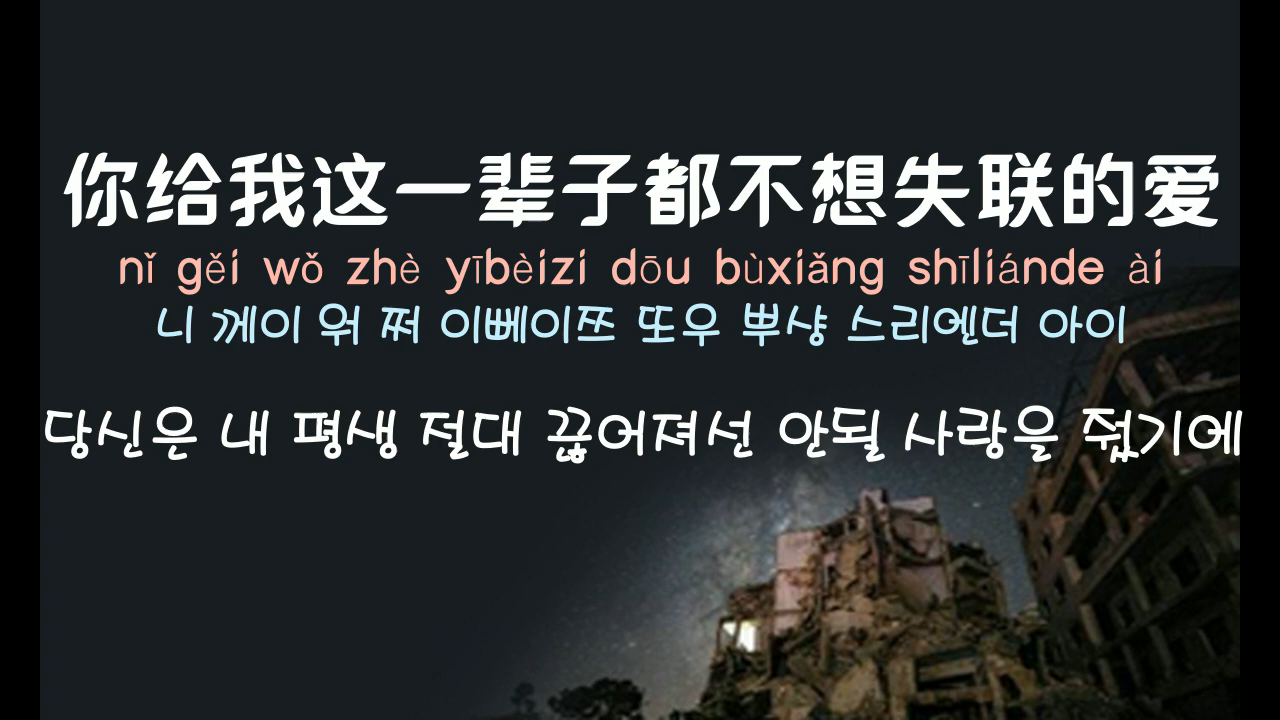 你给我这一辈子都不想失联的爱
nǐ gěi wǒ zhè yībèizi dōu bùxiǎng shīliánde ài
니 께이 워 쩌 이뻬이쯔 또우 뿌샹 스리엔더 아이
당신은 내 평생 절대 끊어져선 안될 사랑을 줬기에